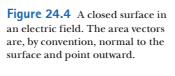 Figure 24.4 A closed surface in
an electric field. The area vectors
are, by convention, normal to the
surface and point outward.